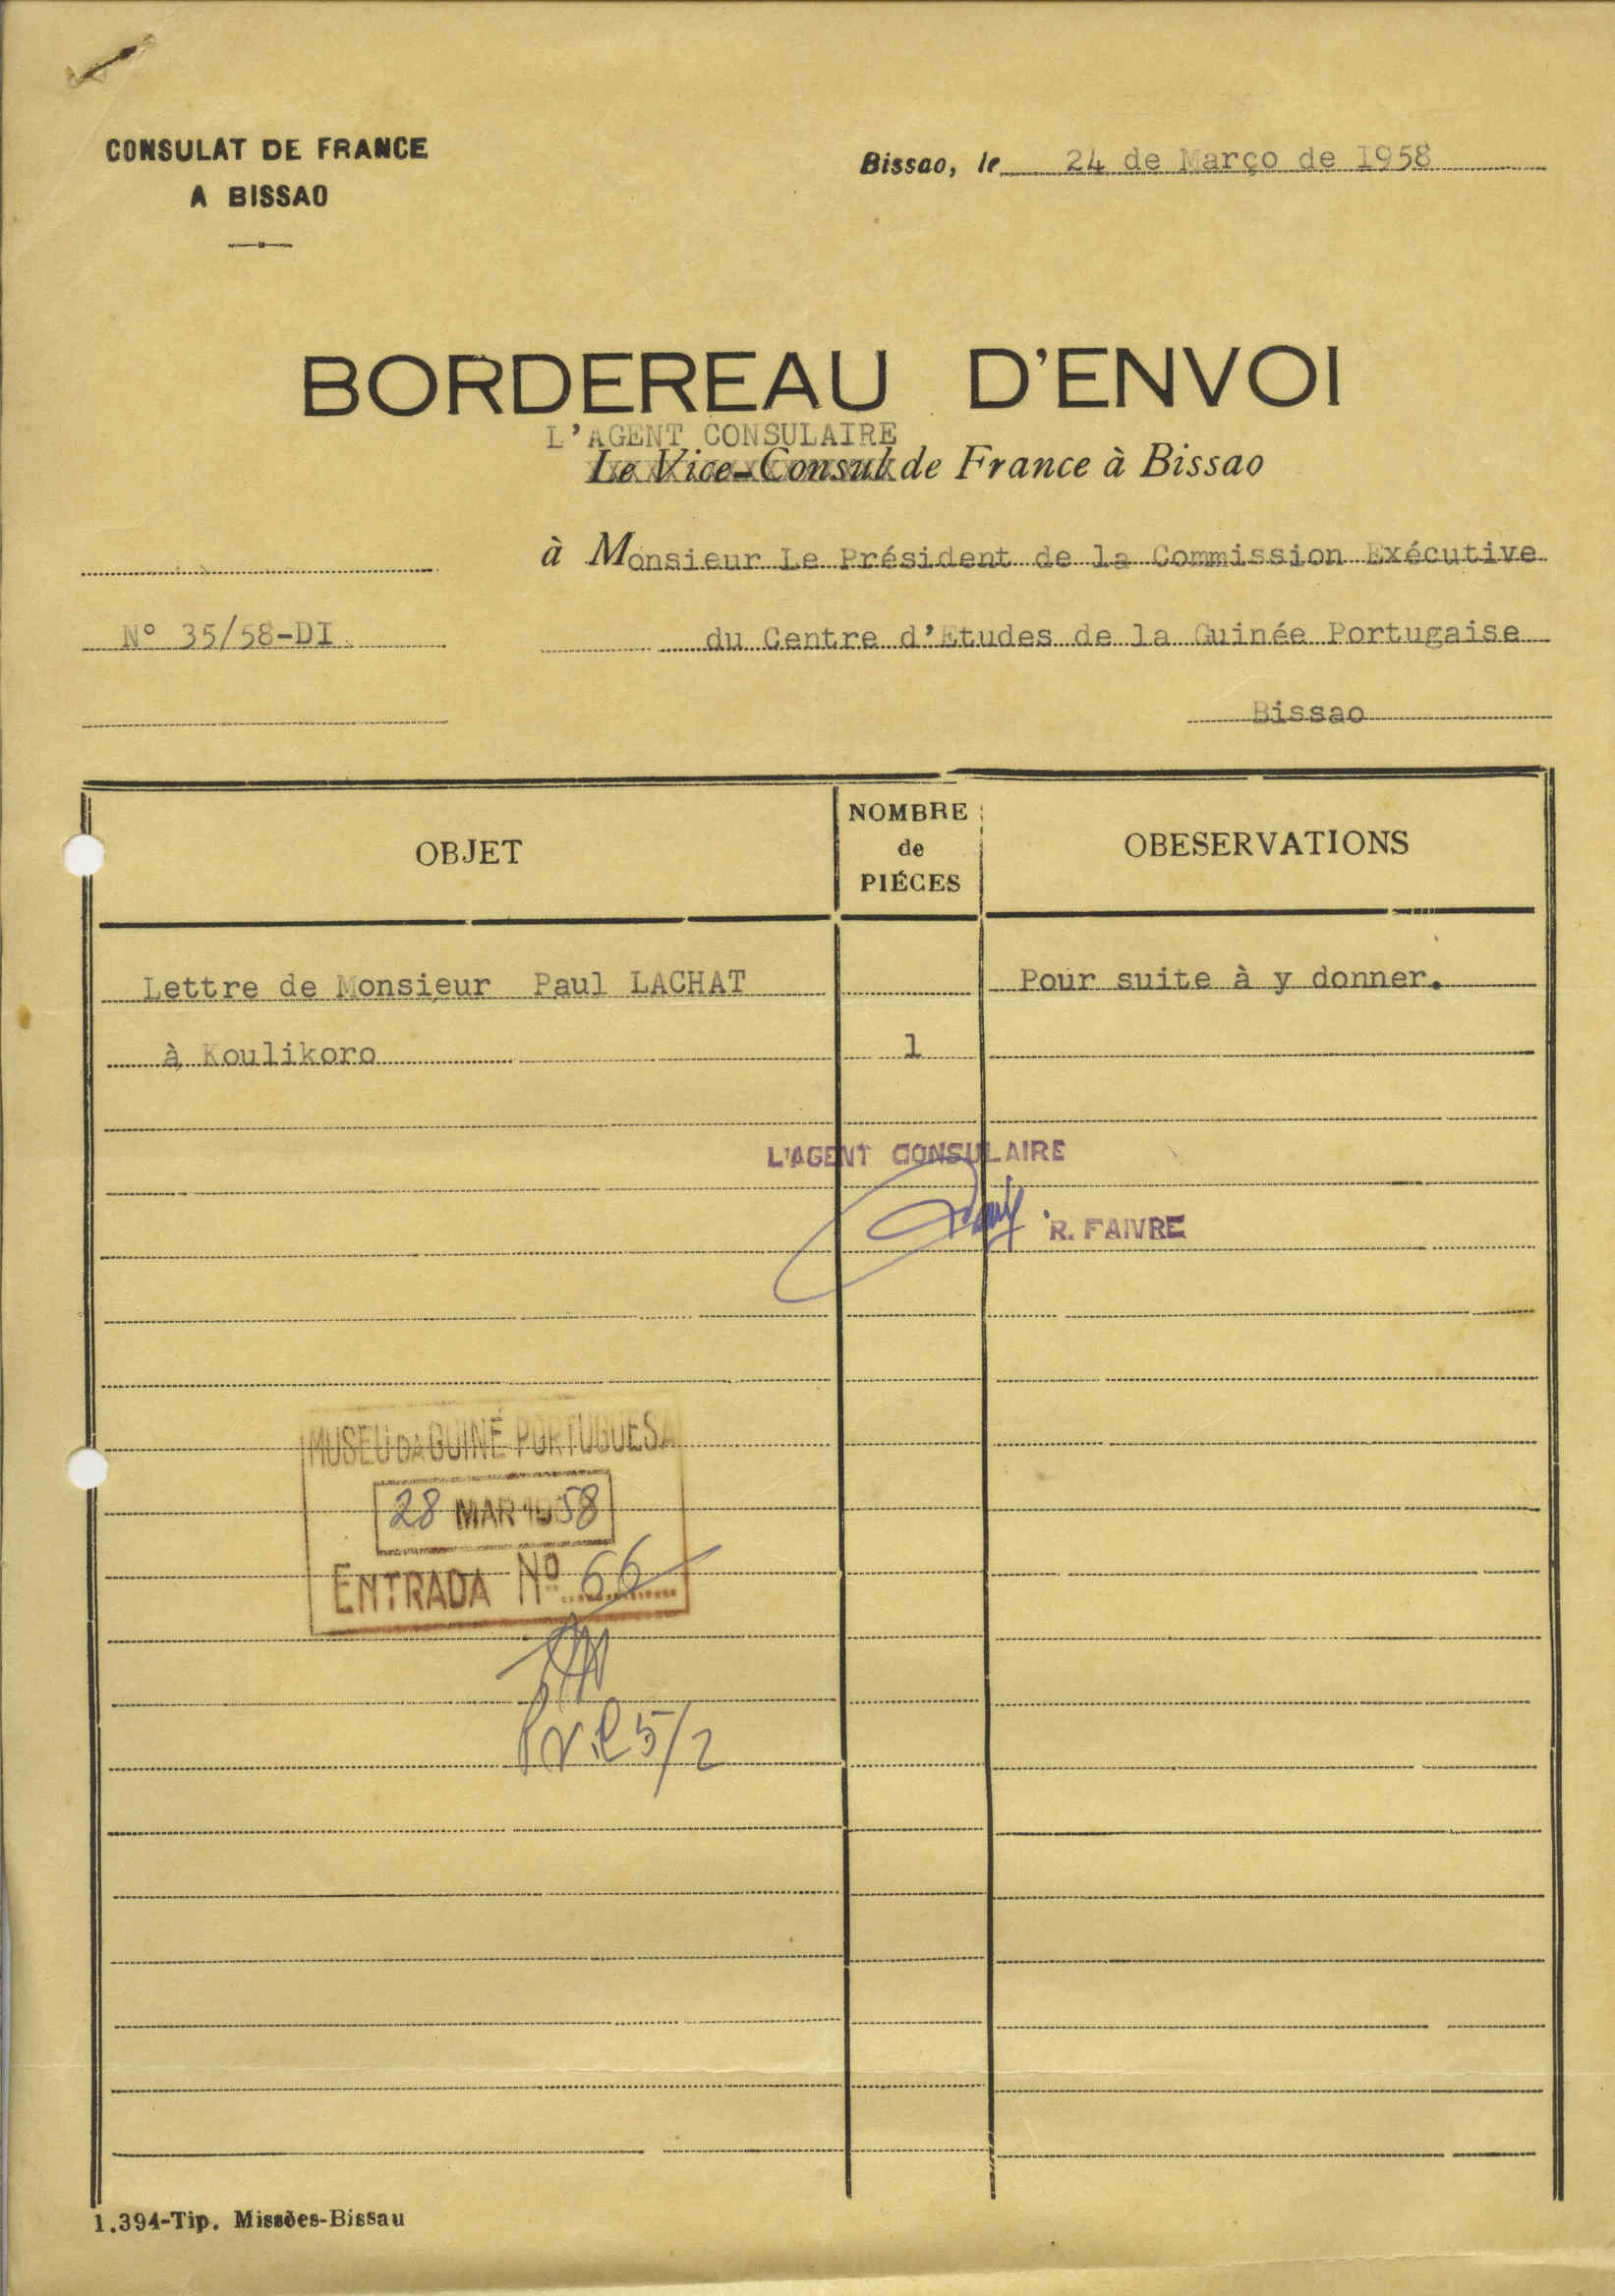 CONSULAT DE FRANCE
A BISSAO
Bissao, le 24 de Março de 1958
BORDEREAU D'ENVOI
L'AGENT CONSULAIRE
Le Vice-Consul de France à Bissao
à Monsieur Le Président de la Commission Exécutive
Nº 35/58-DI.
du Centre d'Etudes de la Guinée Portugaise
Bissao
OBJET
NOMBRE
de
PIÉCES
OBESERVATIONS
Lettre de Monsieur Paul LACHAT
Pour suite à y donner.
à Koulikoro
1
L'AGENT CONSULAIRE
R. FAIVRE
MUSEU DA GUINÉ PORTUGUESA
28 MAR 1958
ENTRADA Nº 66
5/2
1.394-Tip. Missões-Bissau